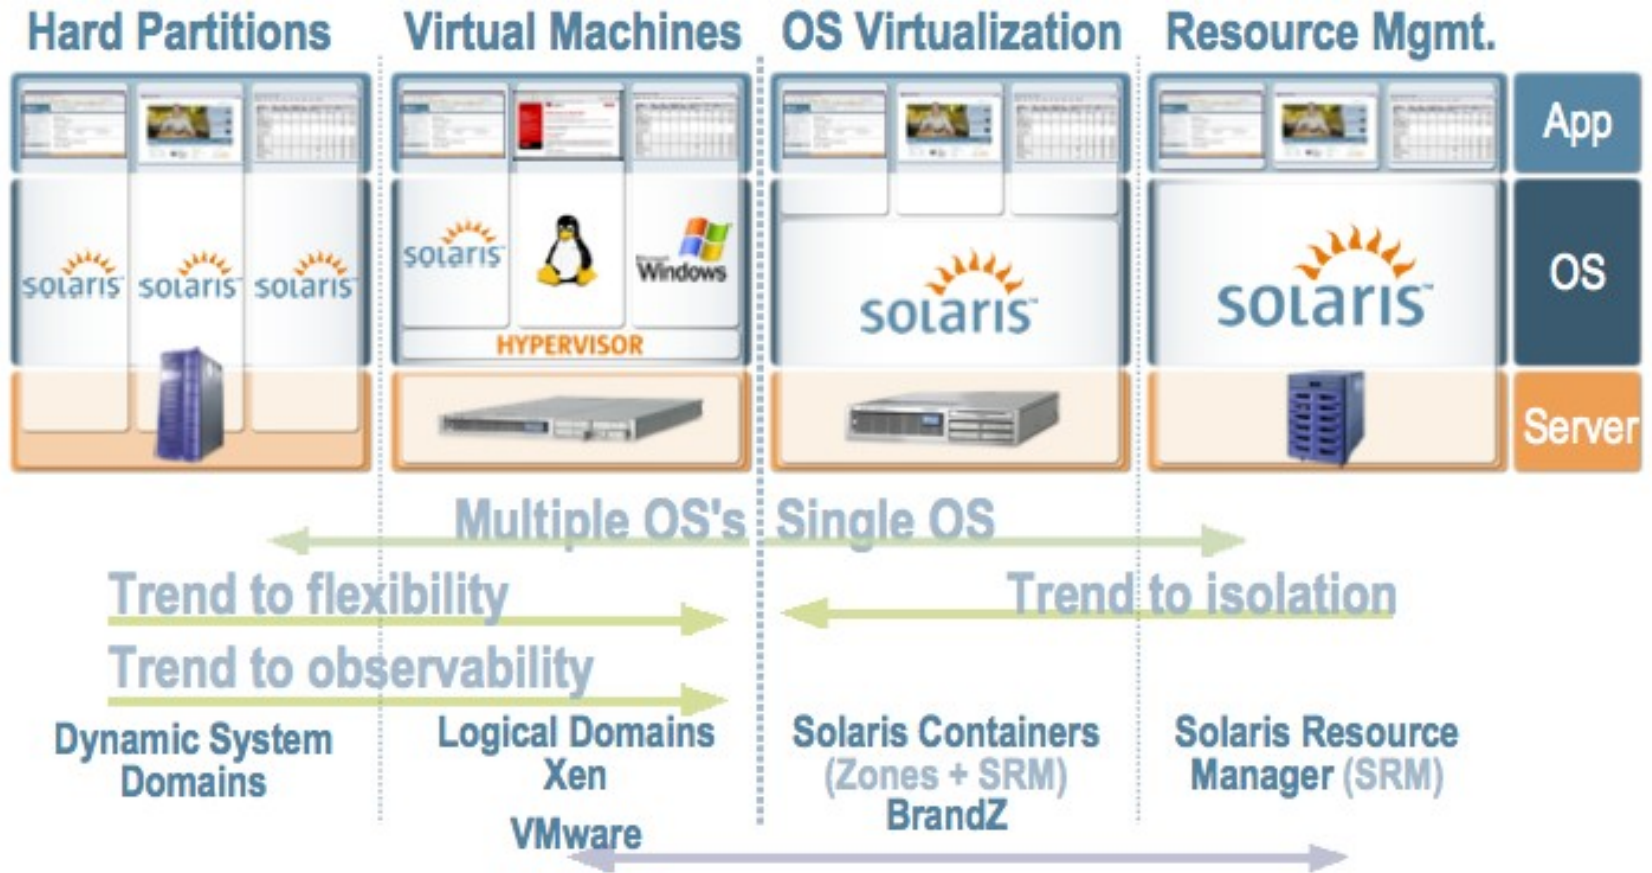 Hard Partitions
Virtual Machines
OS Virtualization
Resource Mgmt.
App
solaris
solaris
solaris
solaris
Microsoft
Windows
HYPERVISOR
solaris
solaris
OS
Server
Multiple OS's
Single OS
Trend to flexibility
Trend to isolation
Trend to observability
Dynamic System
Domains
Logical Domains
Xen
VMware
Solaris Containers
(Zones + SRM)
BrandZ
Solaris Resource
Manager (SRM)